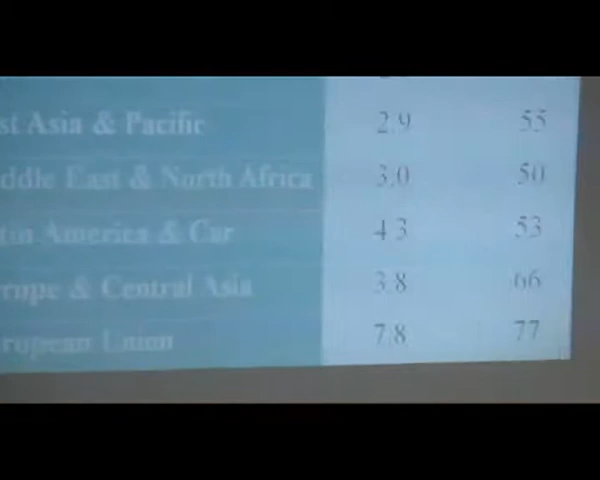 st Asia & Pacific 2.9 55
ddle East & North Africa 3.0 50
tin America & Car 4.3 53
rope & Central Asia 3.8 66
ropean Union 7.8 77